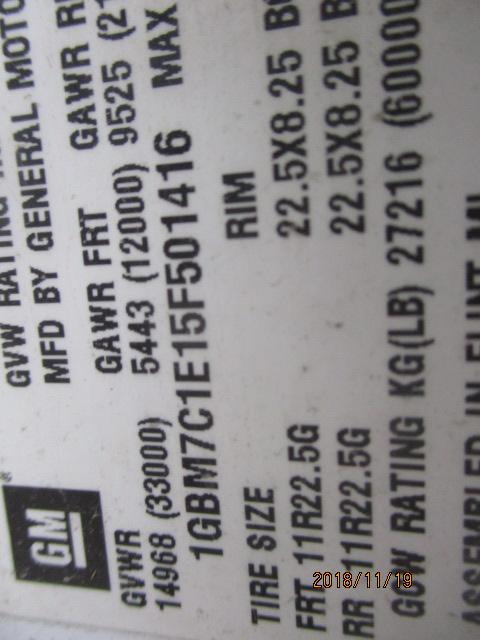 GM
GVW RATING
MFD BY GENERAL MOTO
GVWR GAWR FRT GAWR R
14968 (33000) 5443 (12000) 9525 (21
1GBM7C1E15F501416 MAX
TIRE SIZE RIM
FRT 11R22.5G 22.5X8.25
RR 11R22.5G 22.5X8.25 B
GCW RATING KG(LB) 27216 (60000
ASSEMBLED IN FLINT MI
2018/11/19